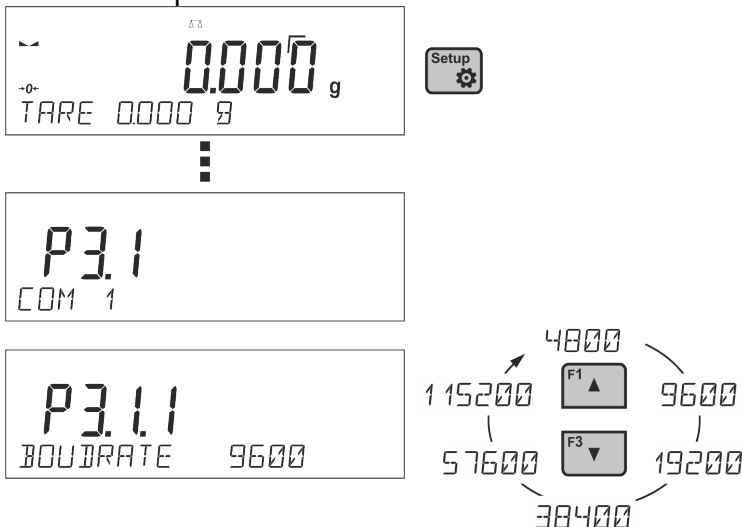 0.000 g
Setup
→0←
TARE 0.000 g
P3.1
COM 1
P3.1.1
BOUDRATE 9600
4800
115200 F1 9600
57600 F3 19200
38400